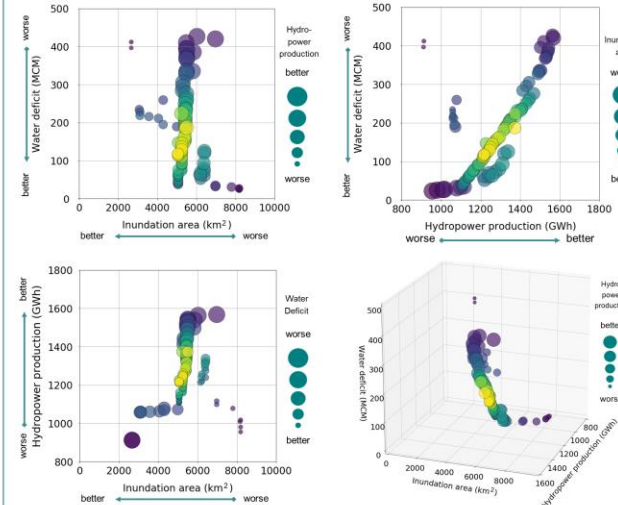 worse
better
Water deficit (MCM)
500
400
300
200
100
0
0 2000 4000 6000 8000 10000
Inundation area (km²)
better worse
Hydro-
power
production
better
worse
worse
better
Water deficit (MCM)
500
400
300
200
100
0
800 1000 1200 1400 1600 1800
Hydropower production (GWh)
worse better
better
worse
Hydropower production (GWh)
1800
1600
1400
1200
1000
800
0 2000 4000 6000 8000 10000
Inundation area (km²)
better worse
Water
Deficit
worse
better
Water deficit (MCM)
500
400
300
200
100
0
0 2000 4000 6000 8000
Inundation area (km²)
800
1000
1200
1400
1600
Hydropower production (GWh)